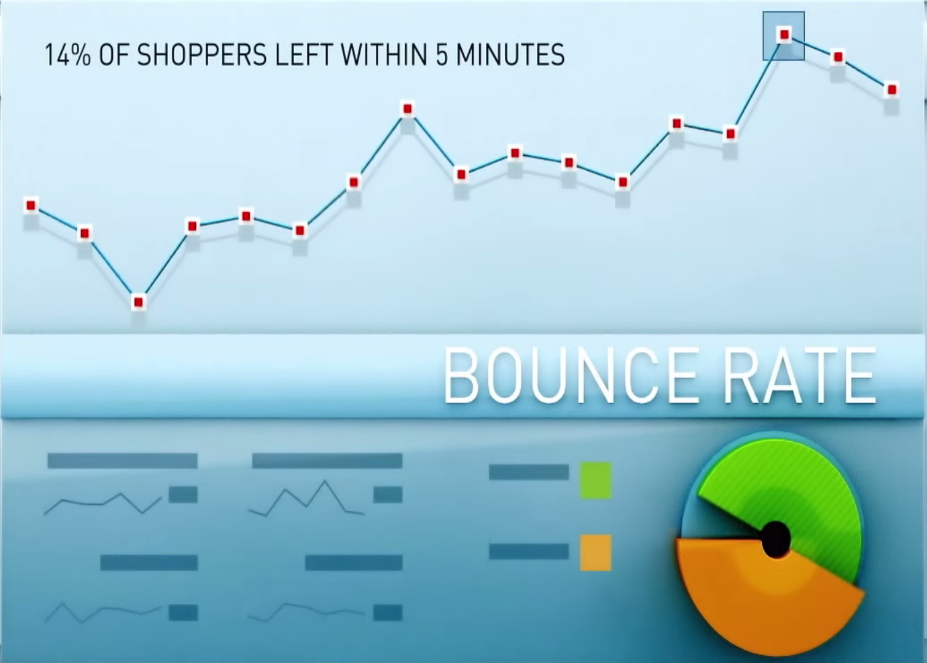 14% OF SHOPPERS LEFT WITHIN 5 MINUTES
BOUNCE RATE